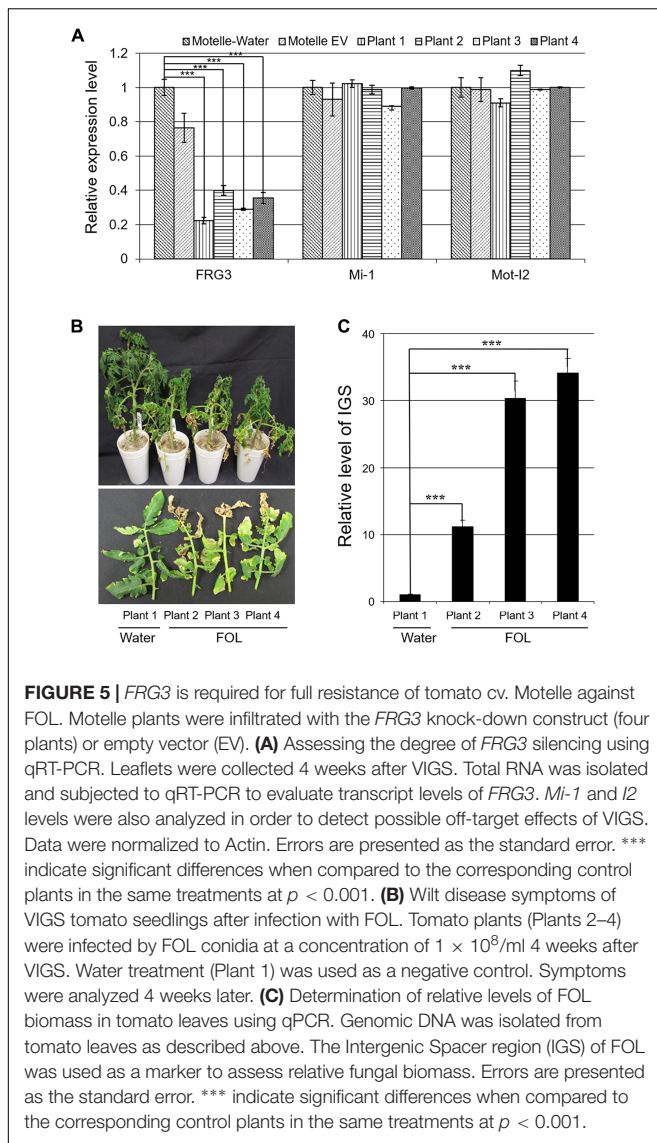 A
Motelle-Water Motelle EV Plant 1 Plant 2 Plant 3 Plant 4
1.2
1
0.8
0.6
0.4
0.2
0
Relative expression level
***
***
***
***
FRG3 Mi-1 Mot-I2
B
Plant 1 Plant 2 Plant 3 Plant 4
Water FOL
C
40
30
20
10
0
Relative level of IGS
***
***
***
Plant 1 Plant 2 Plant 3 Plant 4
Water FOL
FIGURE 5 | FRG3 is required for full resistance of tomato cv. Motelle against
FOL. Motelle plants were infiltrated with the FRG3 knock-down construct (four
plants) or empty vector (EV). (A) Assessing the degree of FRG3 silencing using
qRT-PCR. Leaflets were collected 4 weeks after VIGS. Total RNA was isolated
and subjected to qRT-PCR to evaluate transcript levels of FRG3. Mi-1 and I2
levels were also analyzed in order to detect possible off-target effects of VIGS.
Data were normalized to Actin. Errors are presented as the standard error. ***
indicate significant differences when compared to the corresponding control
plants in the same treatments at p < 0.001. (B) Wilt disease symptoms of
VIGS tomato seedlings after infection with FOL. Tomato plants (Plants 2–4)
were infected by FOL conidia at a concentration of 1 × 10⁸/ml 4 weeks after
VIGS. Water treatment (Plant 1) was used as a negative control. Symptoms
were analyzed 4 weeks later. (C) Determination of relative levels of FOL
biomass in tomato leaves using qPCR. Genomic DNA was isolated from
tomato leaves as described above. The Intergenic Spacer region (IGS) of FOL
was used as a marker to assess relative fungal biomass. Errors are presented
as the standard error. *** indicate significant differences when compared to
the corresponding control plants in the same treatments at p < 0.001.